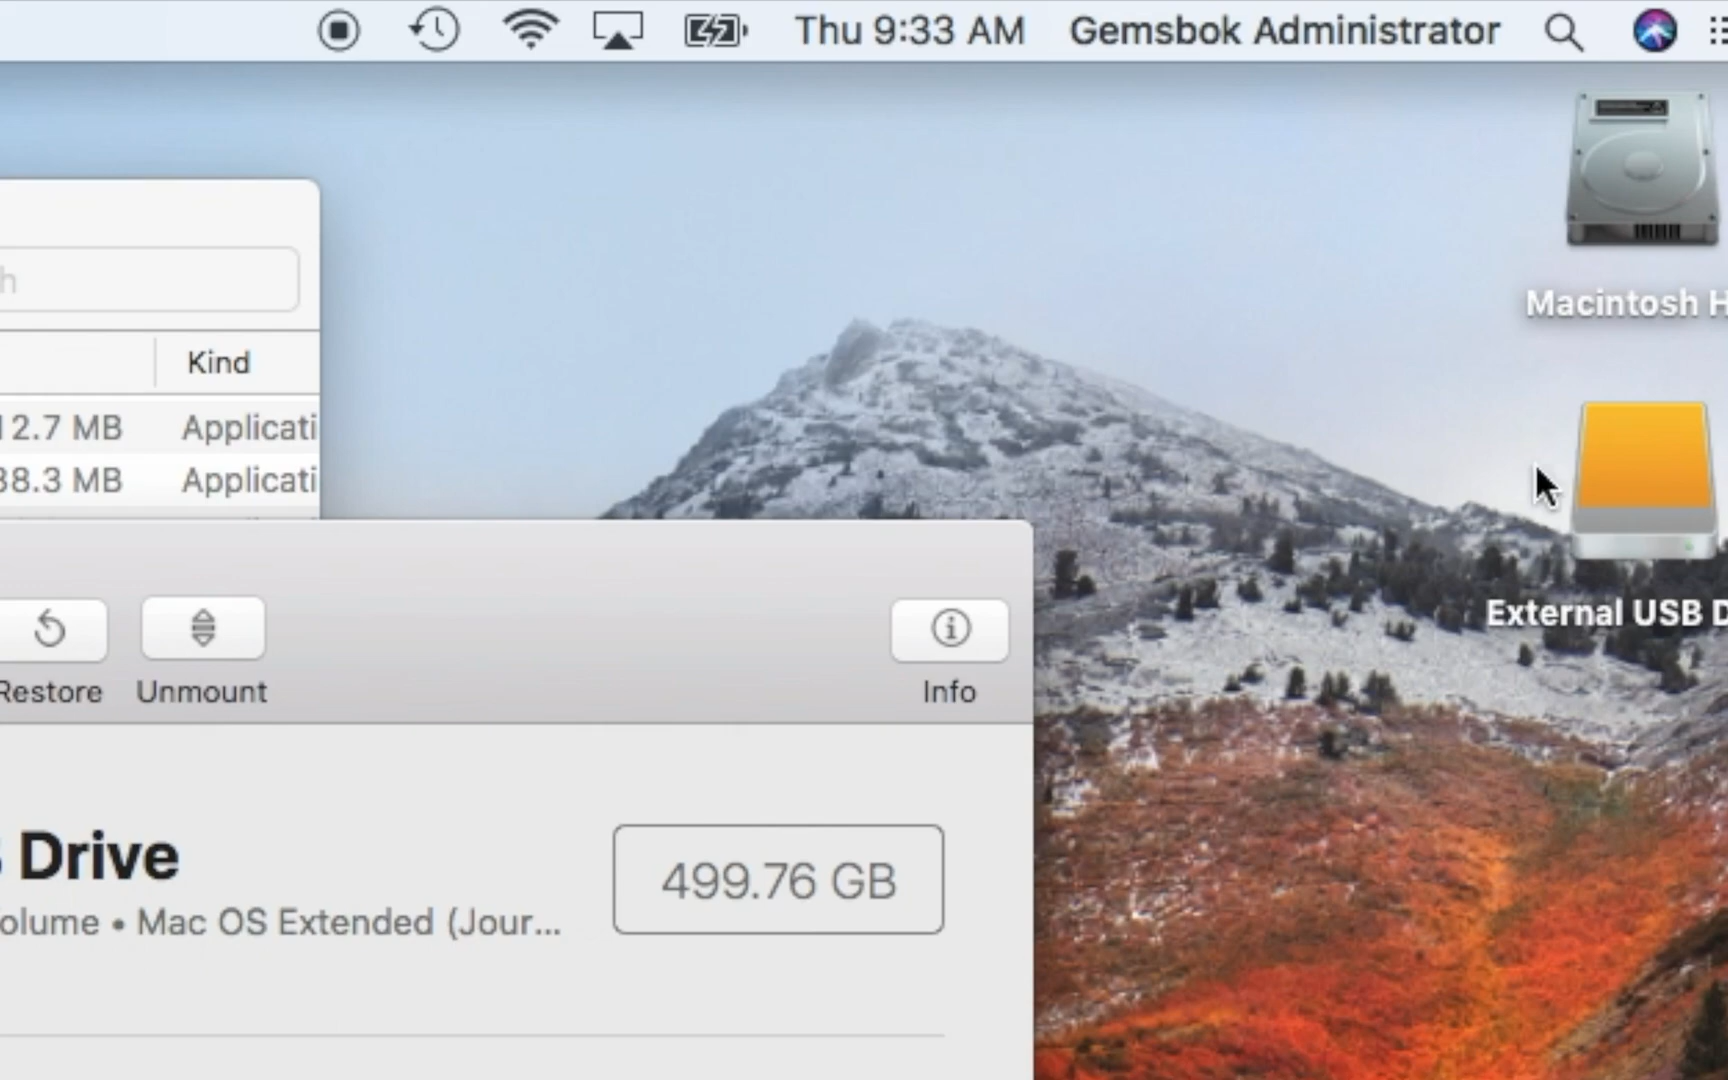 Thu 9:33 AM Gemsbok Administrator
Macintosh H
h
Kind
12.7 MB Applicati
38.3 MB Applicati
External USB D
Restore Unmount Info
Drive
499.76 GB
olume • Mac OS Extended (Jour...